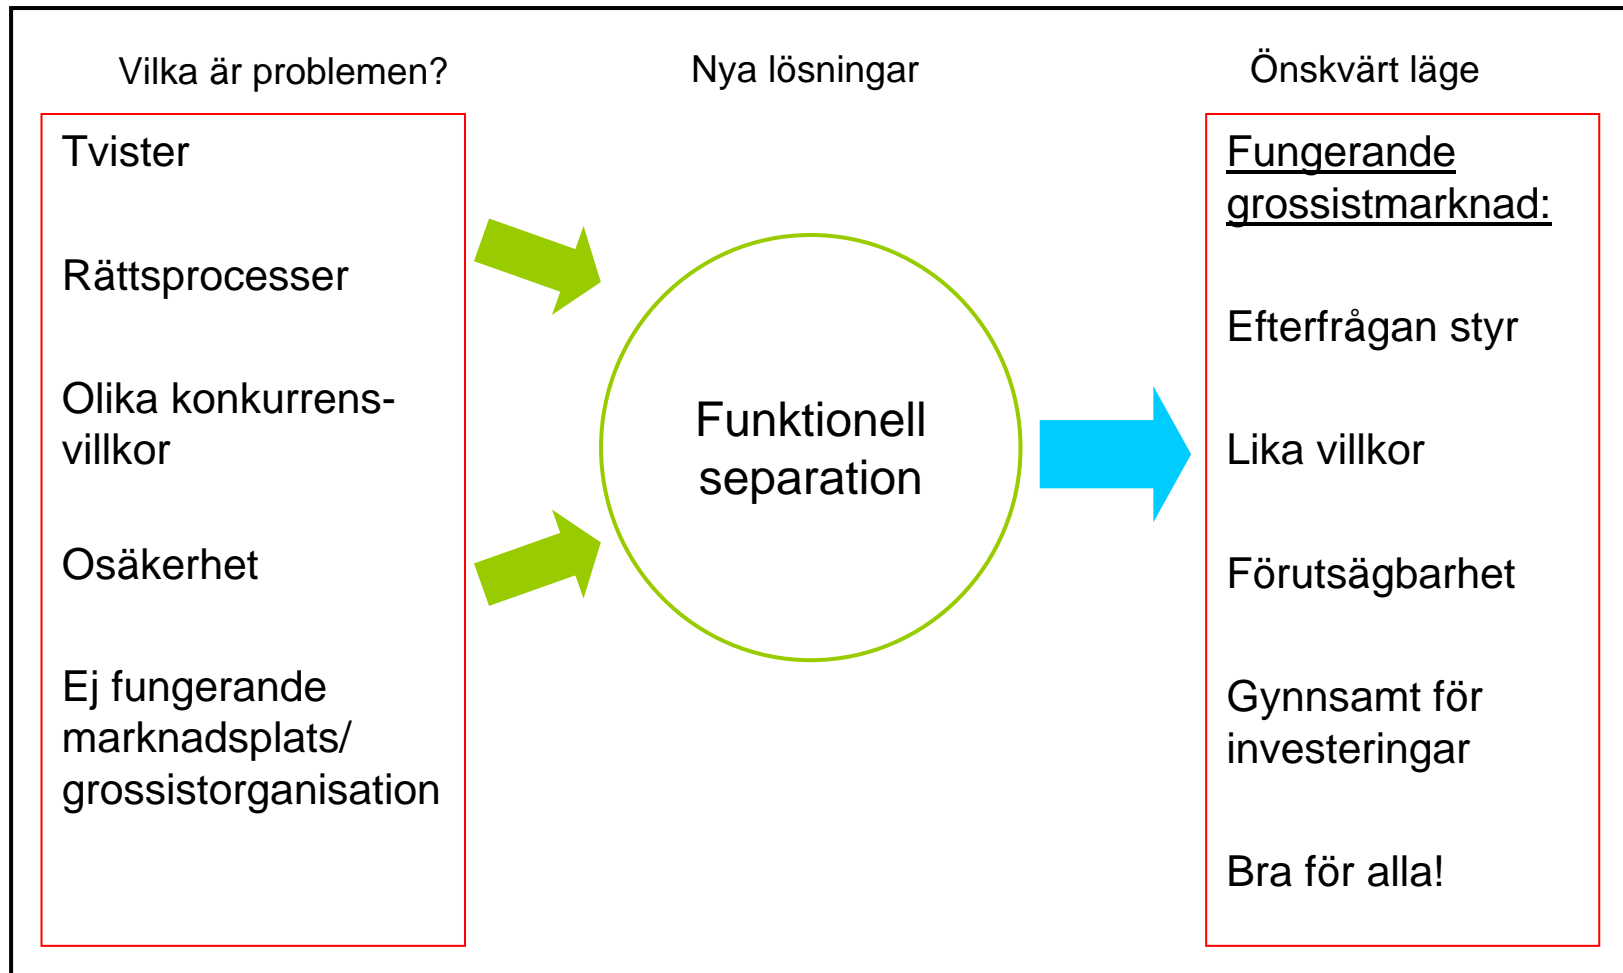 Vilka är problemen?
Nya lösningar
Önskvärt läge
Tvister
Rättsprocesser
Olika konkurrens-
villkor
Osäkerhet
Ej fungerande
marknadsplats/
grossistorganisation
Funktionell
separation
Fungerande
grossistmarknad:
Efterfrågan styr
Lika villkor
Förutsägbarhet
Gynnsamt för
investeringar
Bra för alla!